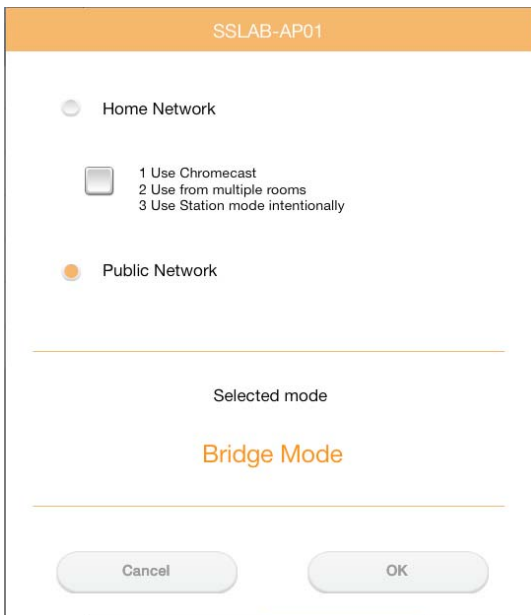 SSLAB-AP01
Home Network
1 Use Chromecast
2 Use from multiple rooms
3 Use Station mode intentionally
Public Network
Selected mode
Bridge Mode
Cancel
OK